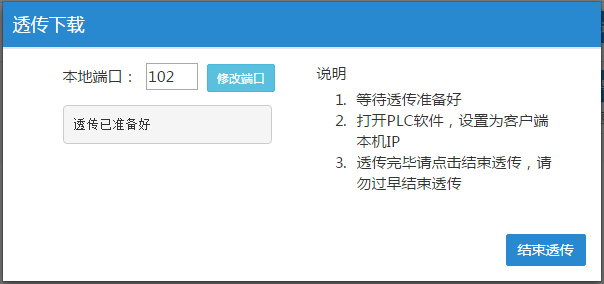 透传下载
本地端口： 102 修改端口
透传已准备好
说明
1. 等待透传准备好
2. 打开PLC软件，设置为客户端
本机IP
3. 透传完毕请点击结束透传，请
勿过早结束透传
结束透传